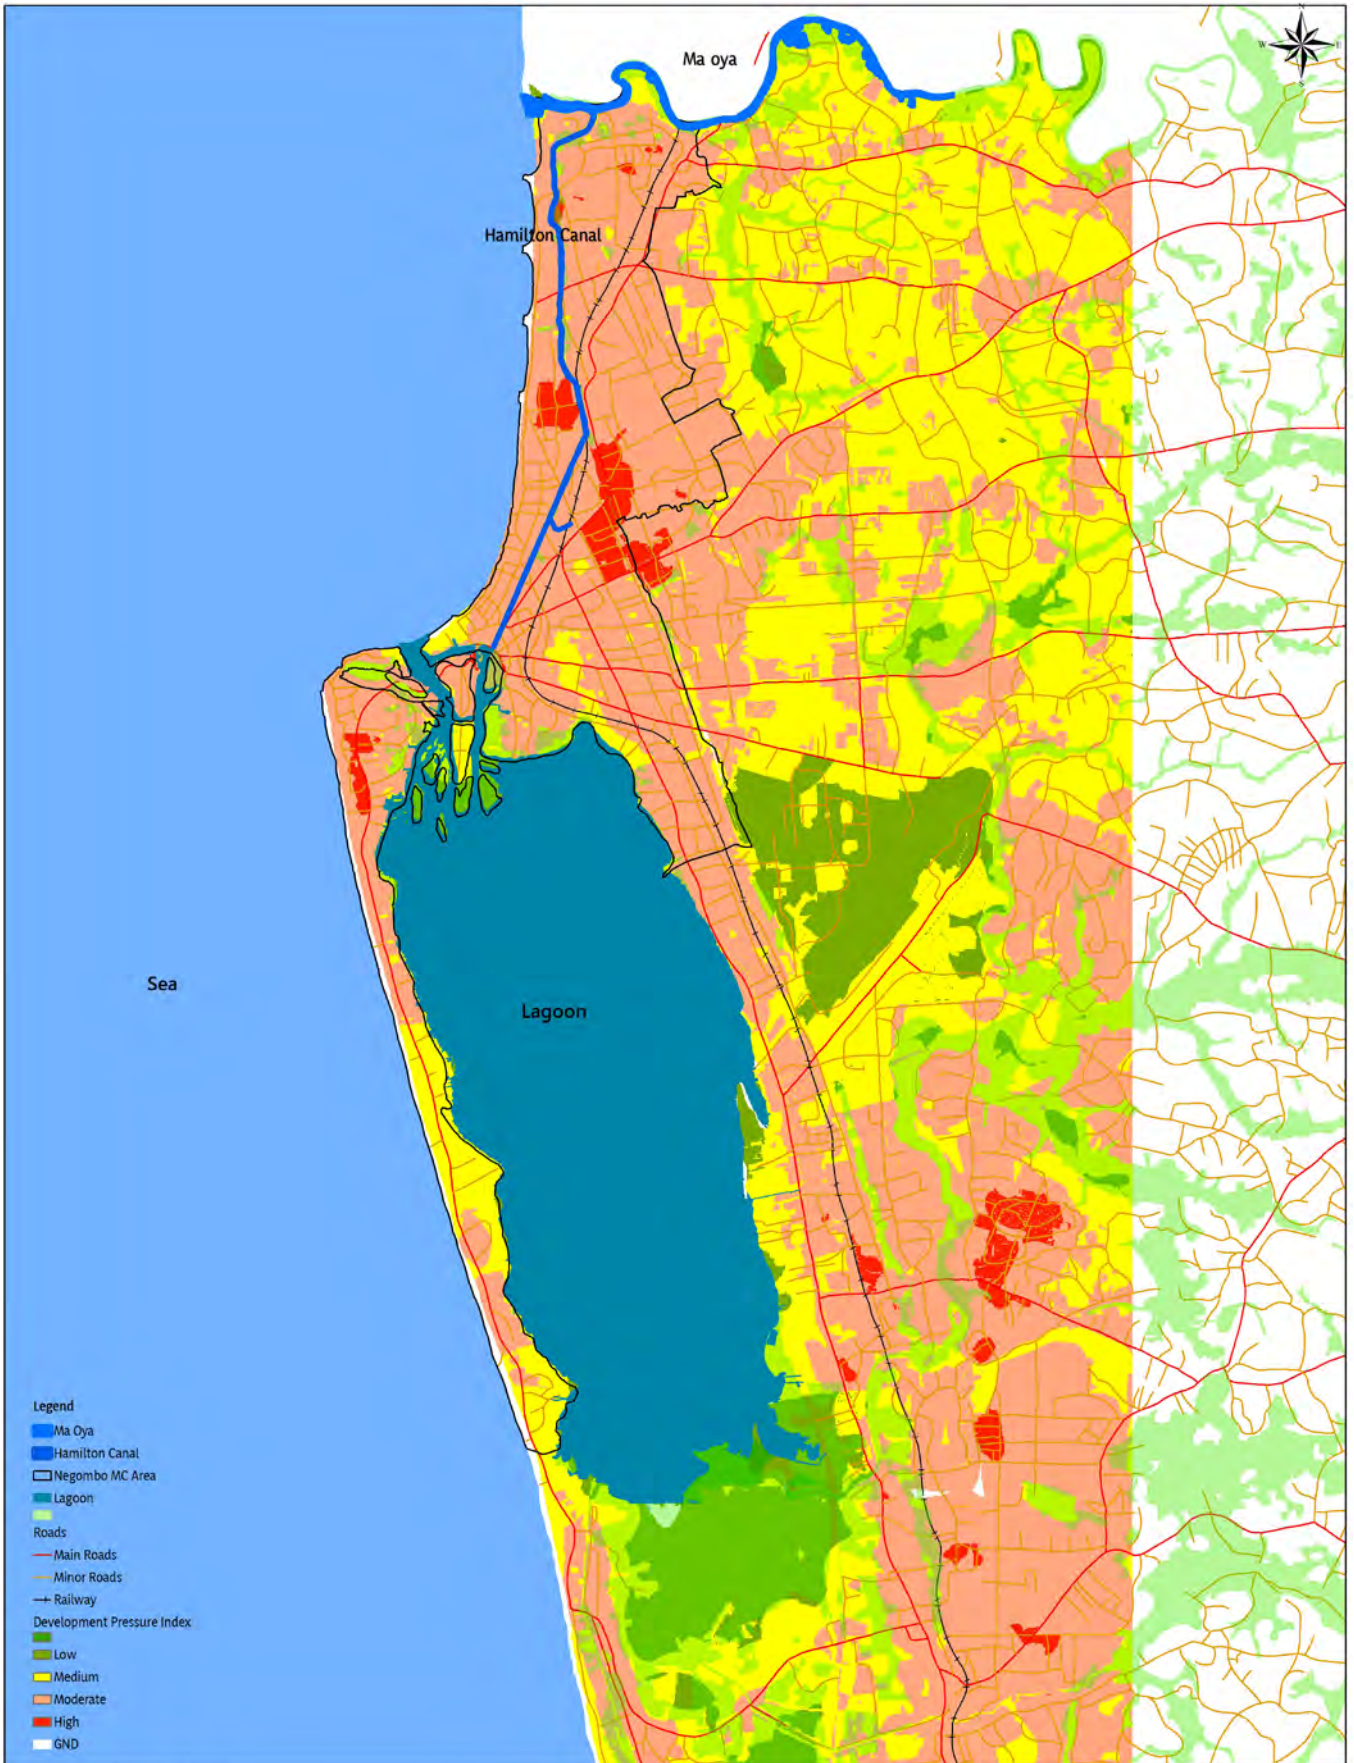 N
W
E
S
Ma oya
Hamilton Canal
Sea
Lagoon
Legend
Ma Oya
Hamilton Canal
Negombo MC Area
Lagoon
Roads
Main Roads
Minor Roads
Railway
Development Pressure Index
Low
Medium
Moderate
High
GND